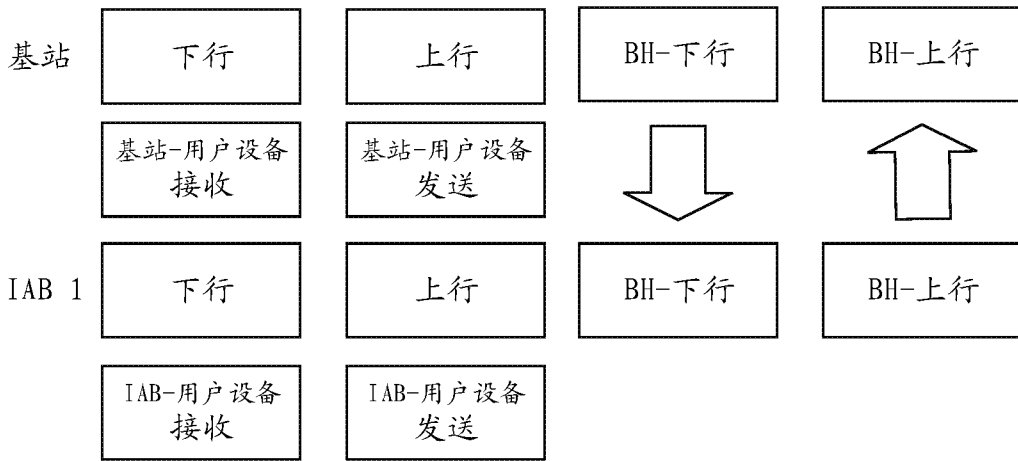 基站 下行 上行 BH-下行 BH-上行
基站-用户设备 基站-用户设备
接收 发送
IAB 1 下行 上行 BH-下行 BH-上行
IAB-用户设备 IAB-用户设备
接收 发送